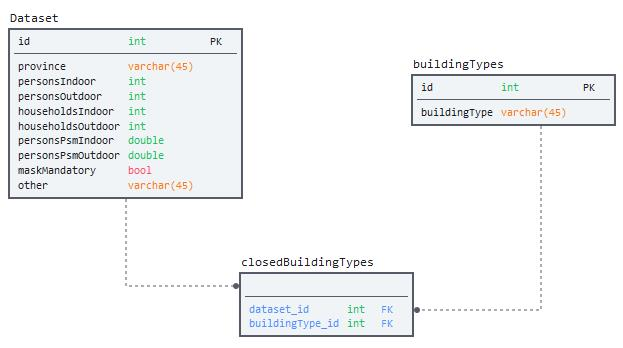 Dataset
id int PK
province varchar(45)
personsIndoor int
personsOutdoor int
householdsIndoor int
householdsOutdoor int
personsPsmIndoor double
personsPsmOutdoor double
maskMandatory bool
other varchar(45)
buildingTypes
id int PK
buildingType varchar(45)
closedBuildingTypes
dataset_id int FK
buildingType_id int FK